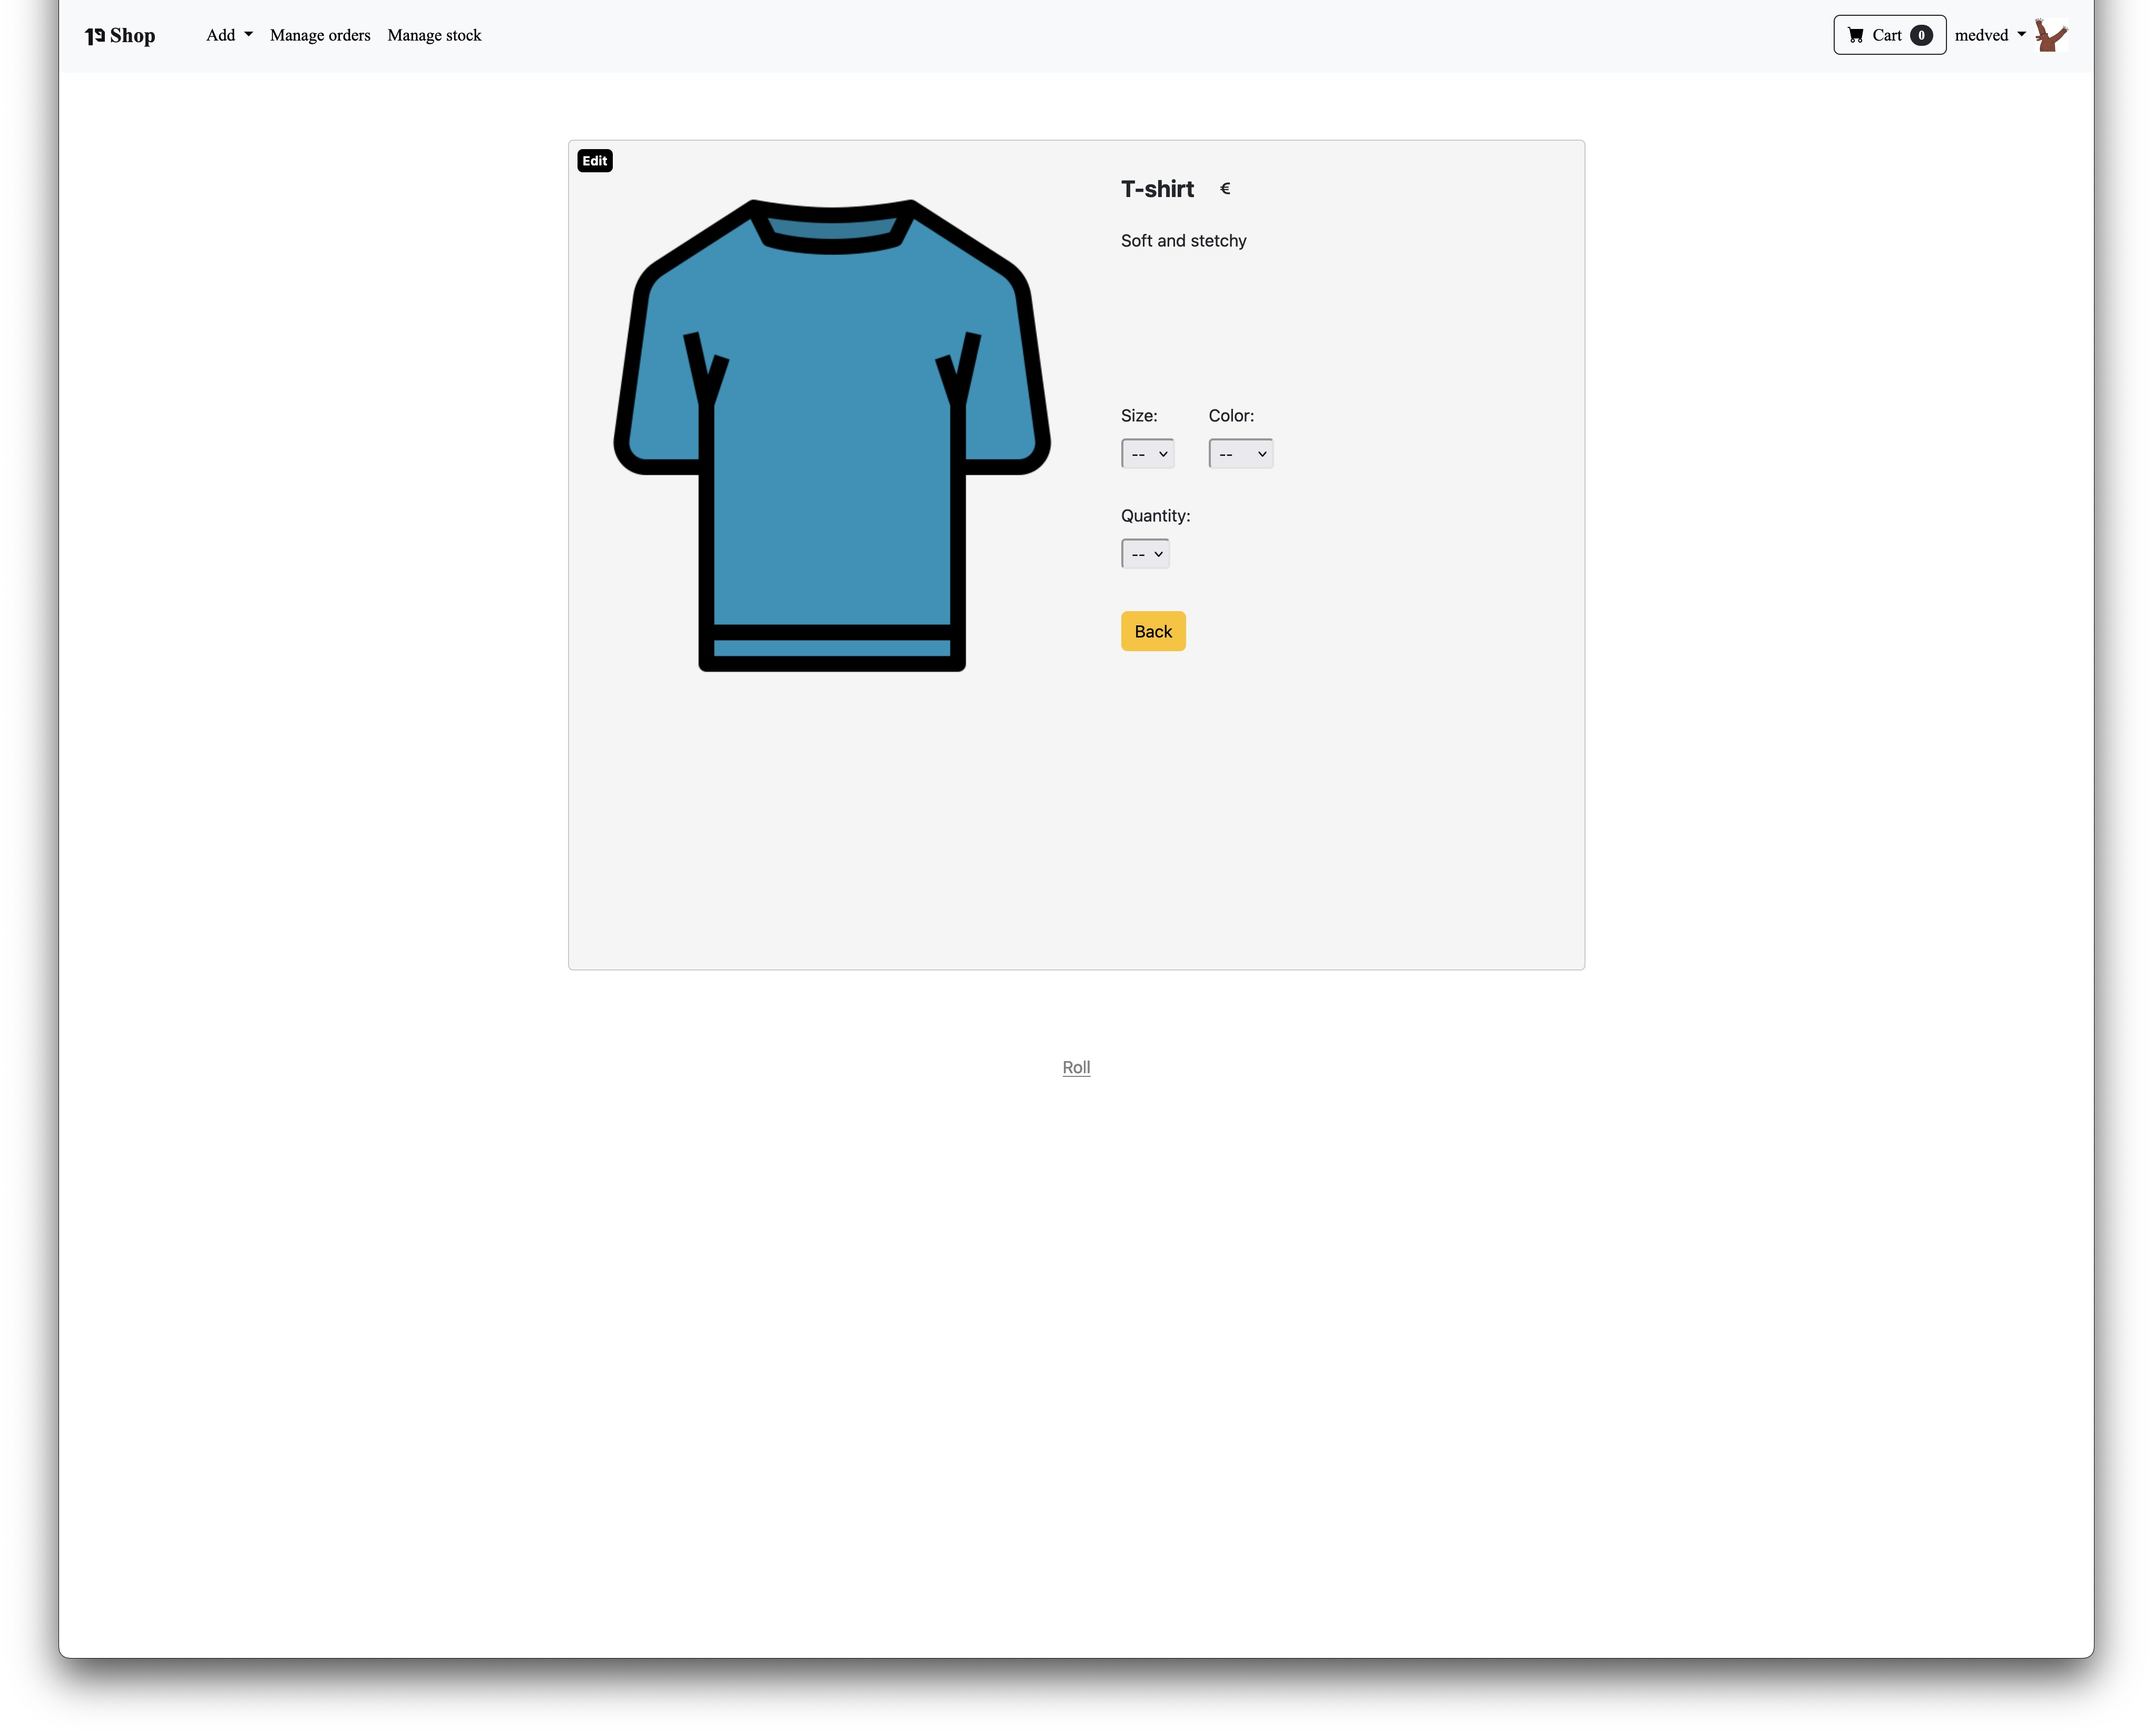 Shop Add Manage orders Manage stock Cart 0 medved
Edit
T-shirt €
Soft and stetchy
Size: Color:
-- --
Quantity:
--
Back
Roll